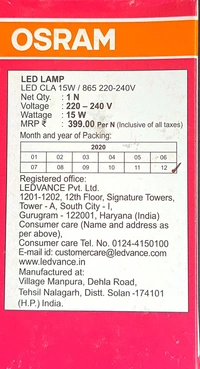 OSRAM
LED LAMP
LED CLA 15W / 865 220-240V
Net Qty. : 1 N
Voltage : 220 – 240 V
Wattage : 15 W
MRP ₹ : 399.00 Per N (Inclusive of all taxes)
Month and year of Packing:
2020
01 02 03 04 05 06
07 08 09 10 11 12
Registered office:
LEDVANCE Pvt. Ltd.
1201-1202, 12th Floor, Signature Towers,
Tower - A, South City - I,
Gurugram - 122001, Haryana (India)
Consumer care (Name and address as
per above),
Consumer care Tel. No. 0124-4150100
E-mail id: customercare@ledvance.com
www.ledvance.in
Manufactured at:
Village Manpura, Dehla Road,
Tehsil Nalagarh, Distt. Solan -174101
(H.P.) India.